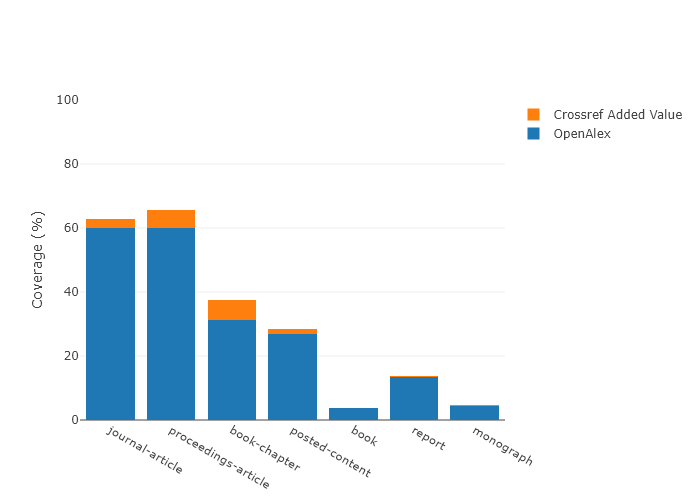 100
80
60
40
20
0
Coverage (%)
journal-article
proceedings-article
book-chapter
posted-content
book
report
monograph
Crossref Added Value
OpenAlex